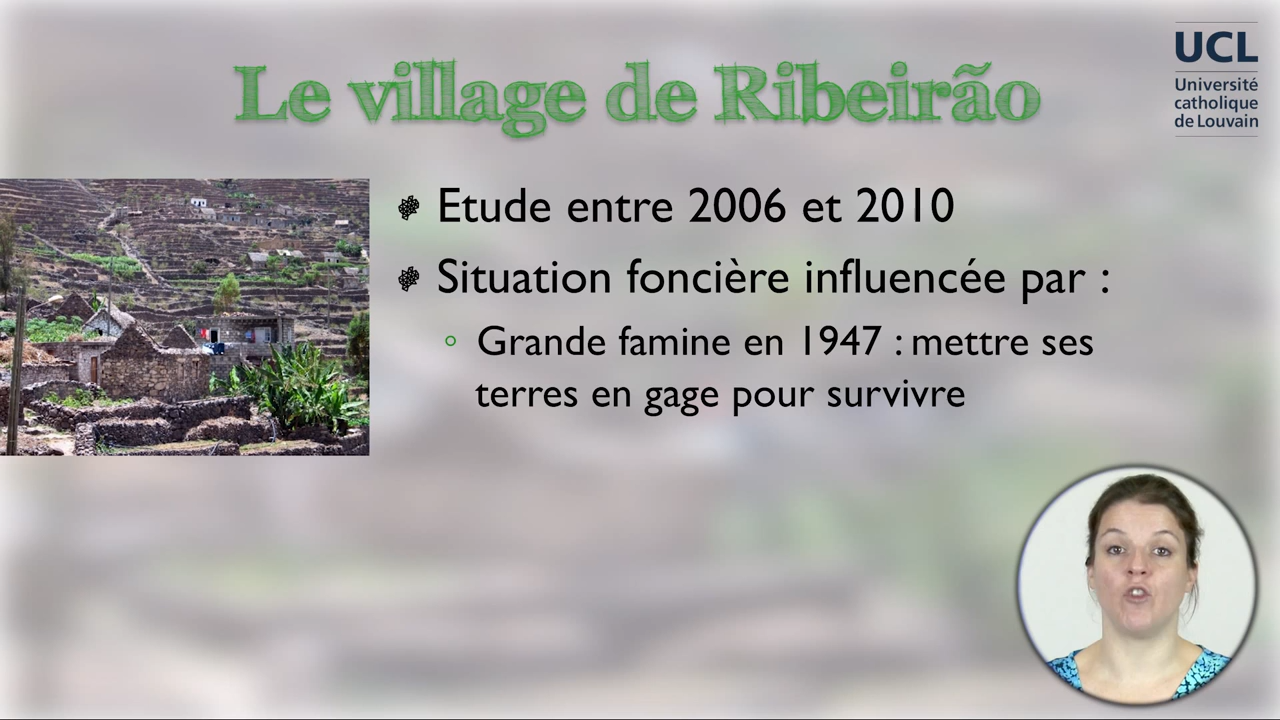 Le village de Ribeirão
UCL
Université
catholique
de Louvain
Etude entre 2006 et 2010
Situation foncière influencée par :
Grande famine en 1947 : mettre ses
terres en gage pour survivre